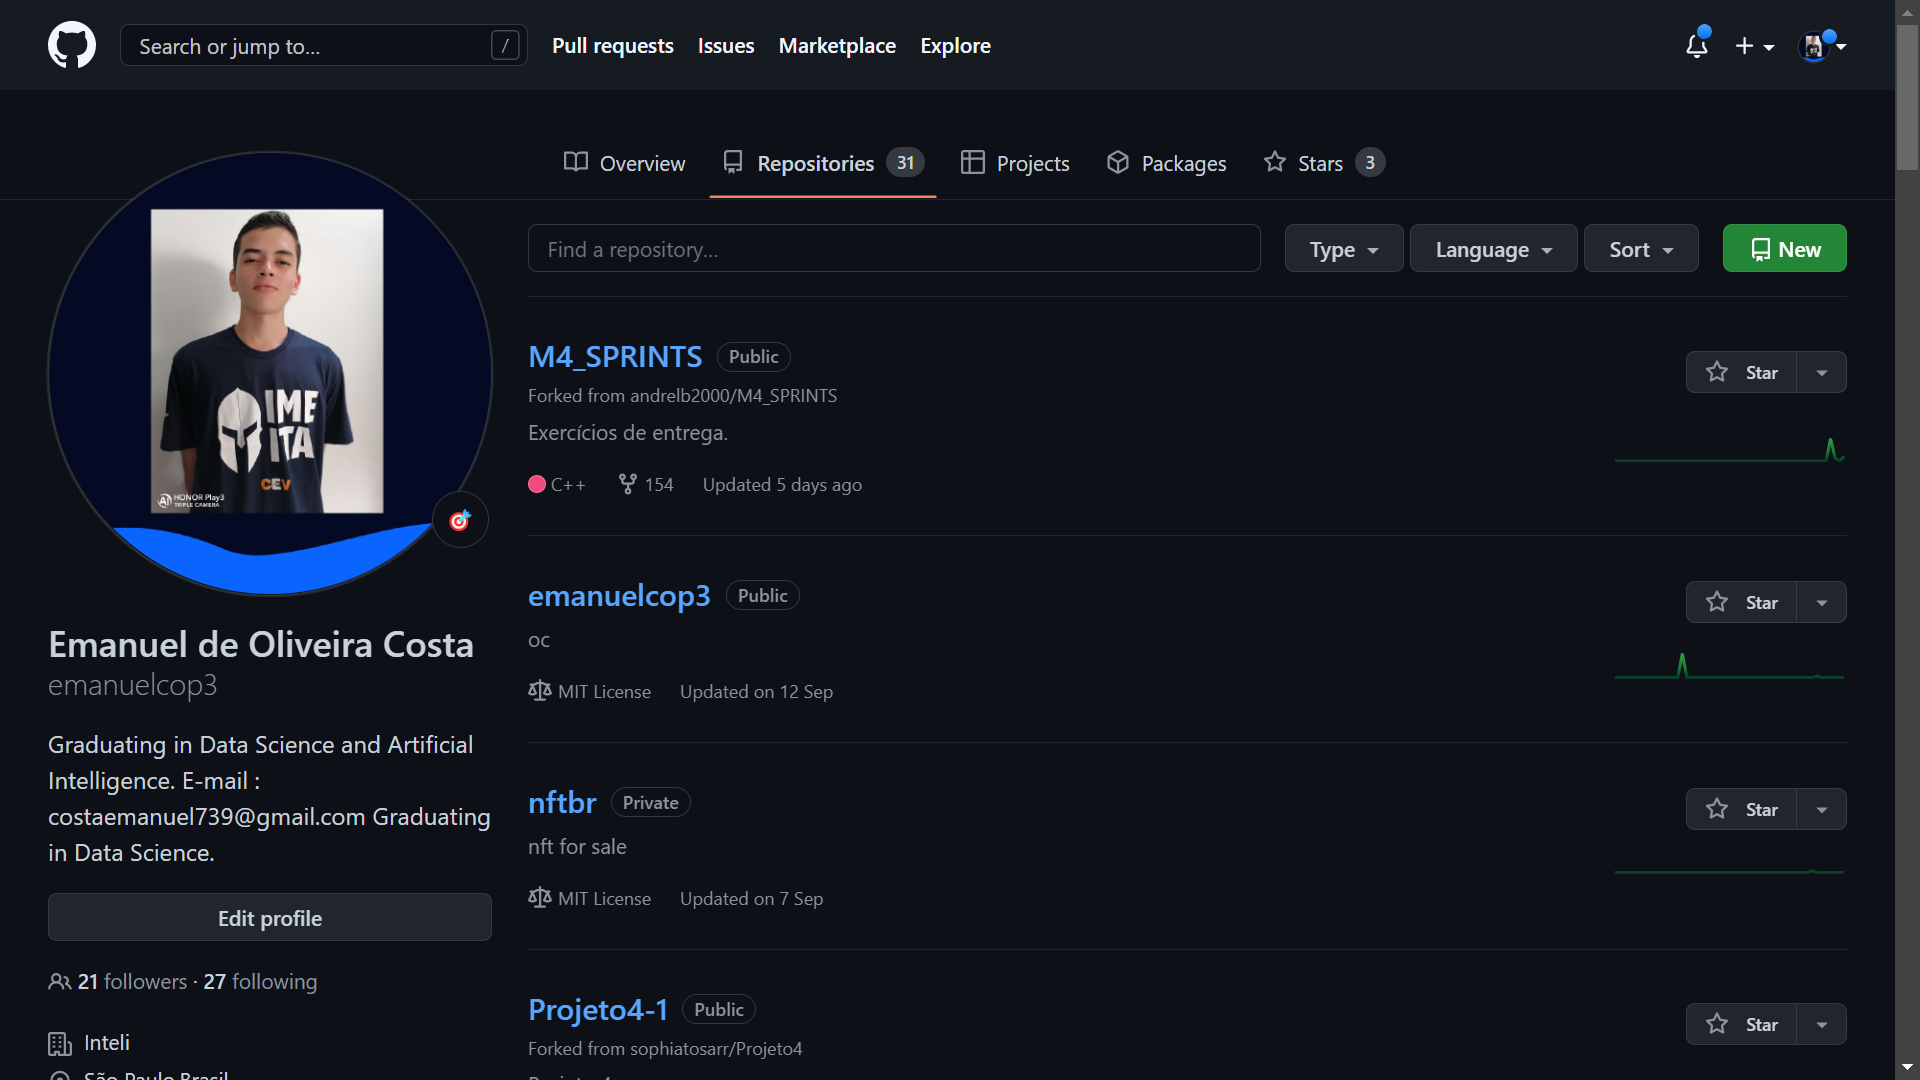 Search or jump to...
/
Pull requests
Issues
Marketplace
Explore
Overview
Repositories 31
Projects
Packages
Stars 3
Find a repository...
Type
Language
Sort
New
IME
ITA
CEV
HONOR Play3
TRIPLE CAMERA
Emanuel de Oliveira Costa
emanuelcop3
Graduating in Data Science and Artificial
Intelligence. E-mail :
costaemanuel739@gmail.com Graduating
in Data Science.
Edit profile
21 followers · 27 following
Inteli
São Paulo Brasil
M4_SPRINTS Public
Star
Forked from andrelb2000/M4_SPRINTS
Exercícios de entrega.
C++ 154 Updated 5 days ago
emanuelcop3 Public
Star
oc
MIT License Updated on 12 Sep
nftbr Private
Star
nft for sale
MIT License Updated on 7 Sep
Projeto4-1 Public
Star
Forked from sophiatosarr/Projeto4